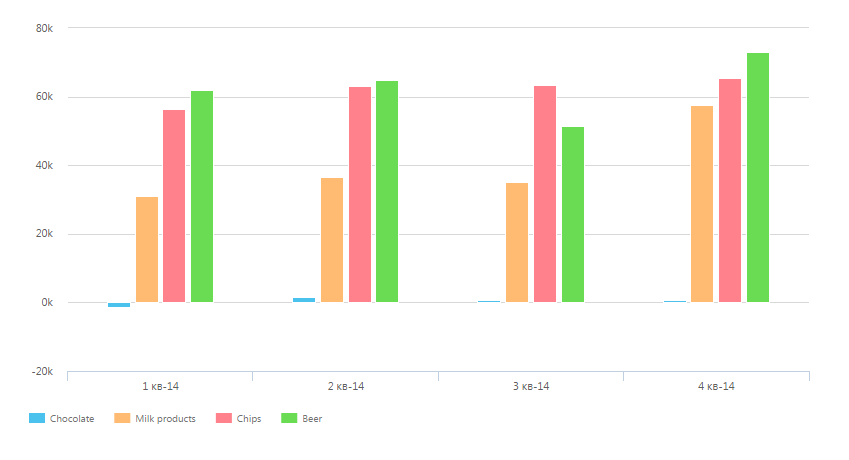 80k
60k
40k
20k
0k
-20k
1 кв-14 2 кв-14 3 кв-14 4 кв-14
Chocolate Milk products Chips Beer